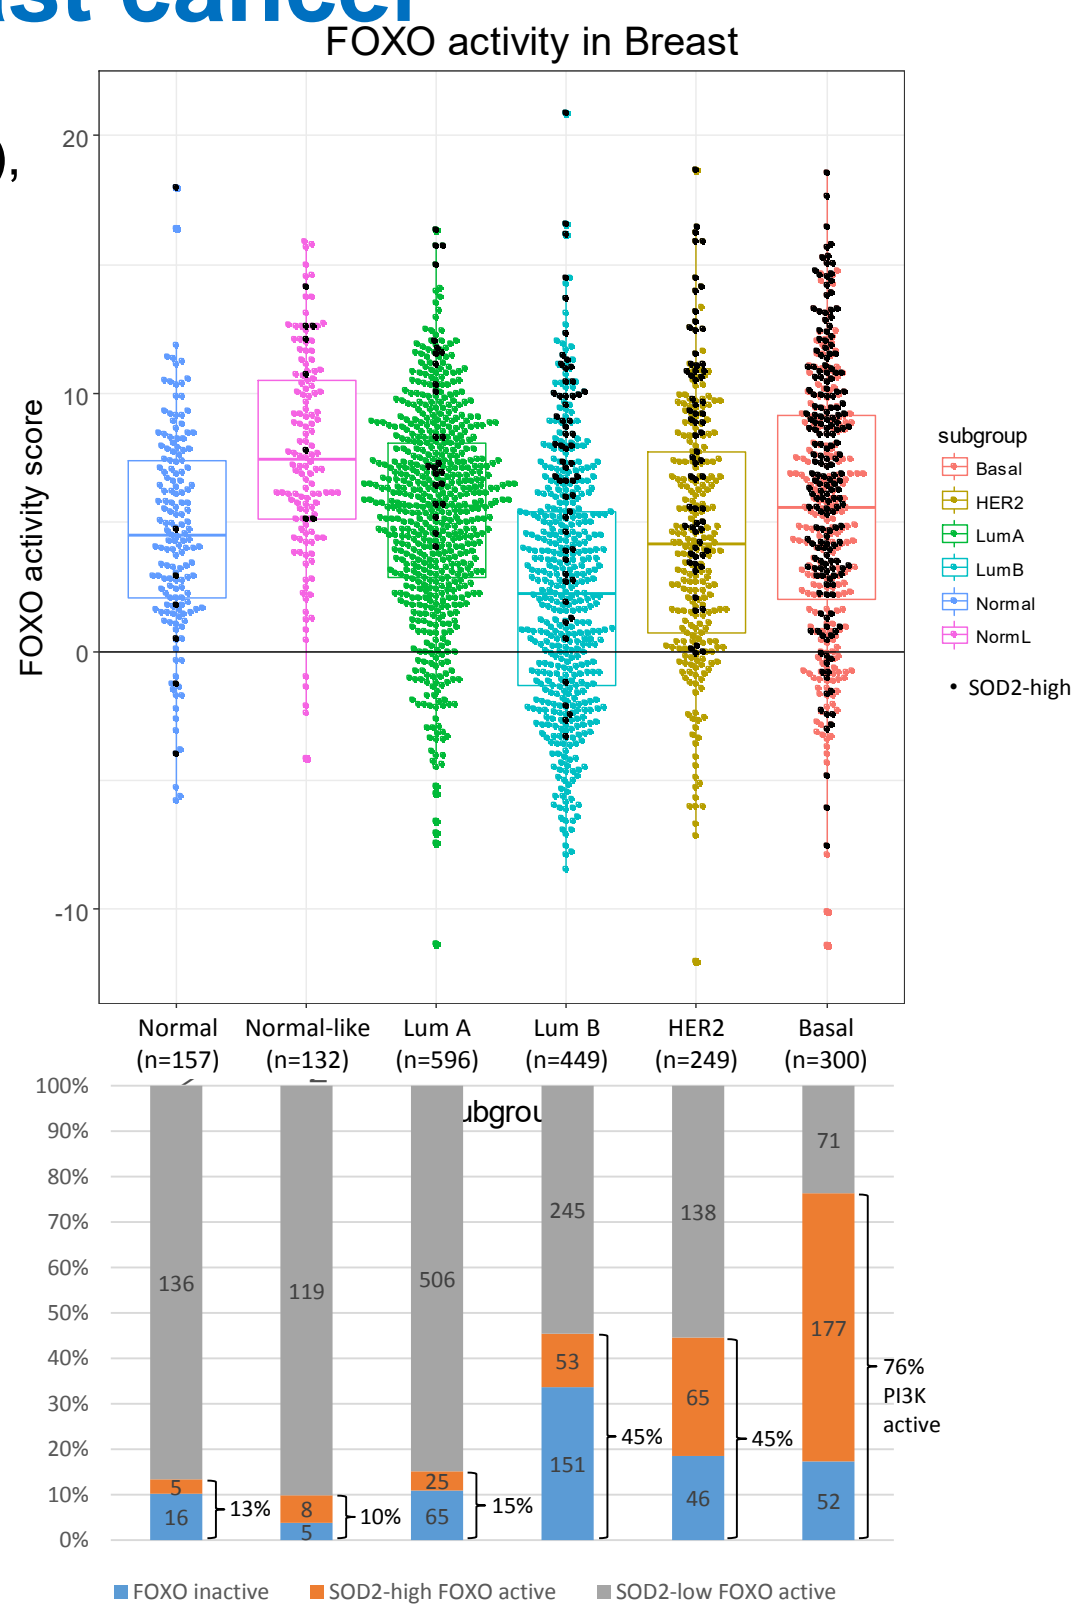 ast cancer
FOXO activity in Breast
),
20
10
0
-10
FOXO activity score
subgroup
Basal
HER2
LumA
LumB
Normal
NormL
• SOD2-high
Normal Normal-like Lum A Lum B HER2 Basal
(n=157) (n=132) (n=596) (n=449) (n=249) (n=300)
ubgrou
100%
90%
80%
70%
60%
50%
40%
30%
20%
10%
0%
136
5
16
13%
119
8
5
10%
506
25
65
15%
245
53
151
45%
138
65
46
45%
71
177
52
76%
PI3K
active
FOXO inactive SOD2-high FOXO active SOD2-low FOXO active